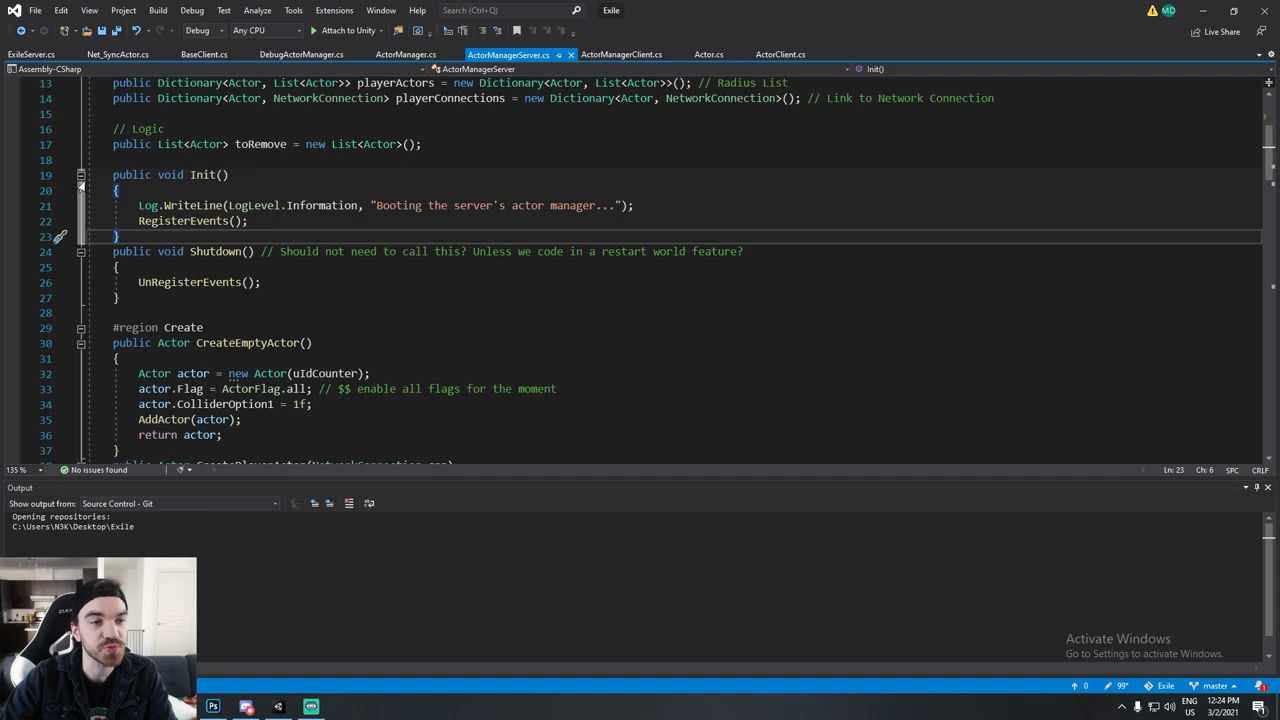 File Edit View Project Build Debug Test Analyze Tools Extensions Window Help Search (Ctrl+Q) Exile MD
Debug Any CPU Attach to Unity Live Share
ExileServer.cs Net_SyncActor.cs BaseClient.cs DebugActorManager.cs ActorManager.cs ActorManagerServer.cs ActorManagerClient.cs Actor.cs ActorClient.cs
Assembly-CSharp ActorManagerServer Init()
13 public Dictionary<Actor, List<Actor>> playerActors = new Dictionary<Actor, List<Actor>>(); // Radius List
14 public Dictionary<Actor, NetworkConnection> playerConnections = new Dictionary<Actor, NetworkConnection>(); // Link to Network Connection
15
16 // Logic
17 public List<Actor> toRemove = new List<Actor>();
18
19 public void Init()
20 {
21 Log.WriteLine(LogLevel.Information, "Booting the server's actor manager...");
22 RegisterEvents();
23 }
24 public void Shutdown() // Should not need to call this? Unless we code in a restart world feature?
25 {
26 UnRegisterEvents();
27 }
28
29 #region Create
30 public Actor CreateEmptyActor()
31 {
32 Actor actor = new Actor(uIdCounter);
33 actor.Flag = ActorFlag.all; // $$ enable all flags for the moment
34 actor.ColliderOption1 = 1f;
35 AddActor(actor);
36 return actor;
37 }
135 % No issues found Ln: 23 Ch: 6 SPC CRLF
Output
Show output from: Source Control - Git
Opening repositories:
C:\Users\N3K\Desktop\Exile
Activate Windows
Go to Settings to activate Windows.
0 99+ Exile master 1
Ps ENG 12:24 PM
US 3/2/2021 1